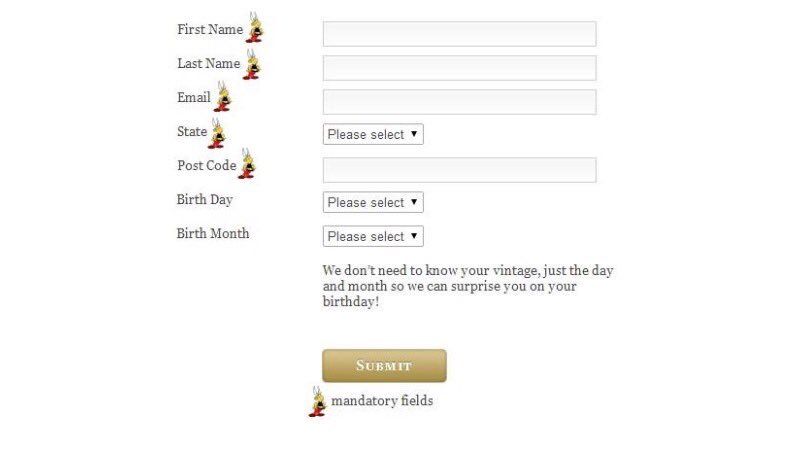 First Name
Last Name
Email
State Please select
Post Code
Birth Day Please select
Birth Month Please select
We don't need to know your vintage, just the day
and month so we can surprise you on your
birthday!
SUBMIT
mandatory fields